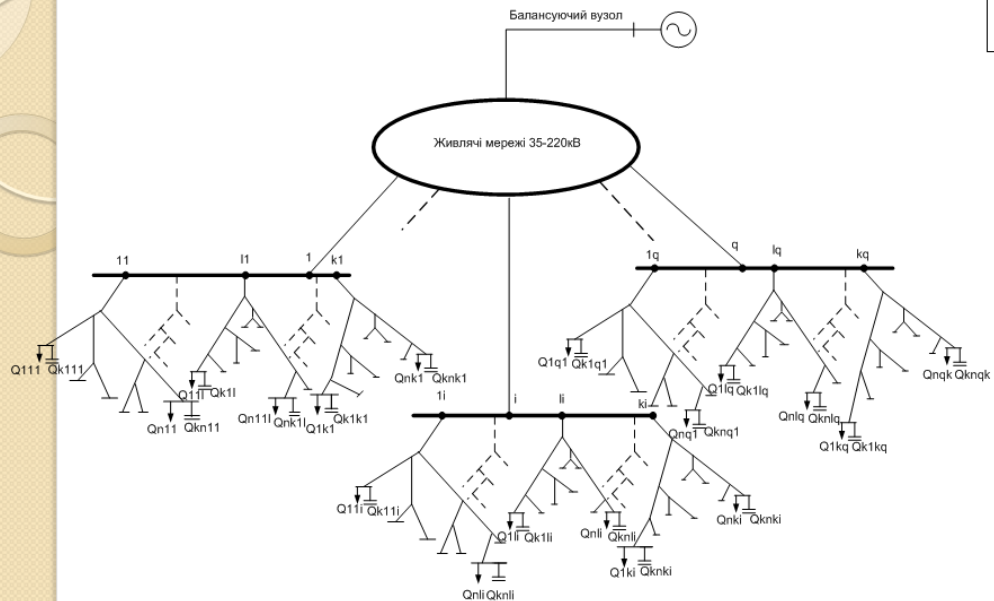 Балансуючий вузол
Живлячі мережі 35-220кВ
11 l1 1 k1
1q q lq kq
Q111 Qk111
Q11l Qk1l
Qn11 Qkn11
Qn11l Qnk1l
Q1k1 Qk1k1
Qnk1 Qknk1
1i i li ki
Q11i Qk11i
Q1li Qk1li
Qnli Qknli
Qnli Qknli
Q1ki Qknki
Qnki Qknki
Q1q1 Qk1q1
Qnq1 Qknq1
Q1lq Qk1lq
Qnlq Qknlq
Q1kq Qk1kq
Qnqk Qknqk